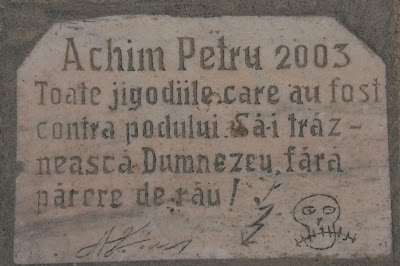 Achim Petru 2003
Toate jigodiile, care au fost
contra podului. Să-i trăz-
nească Dumnezeu, fără
părere de rău!